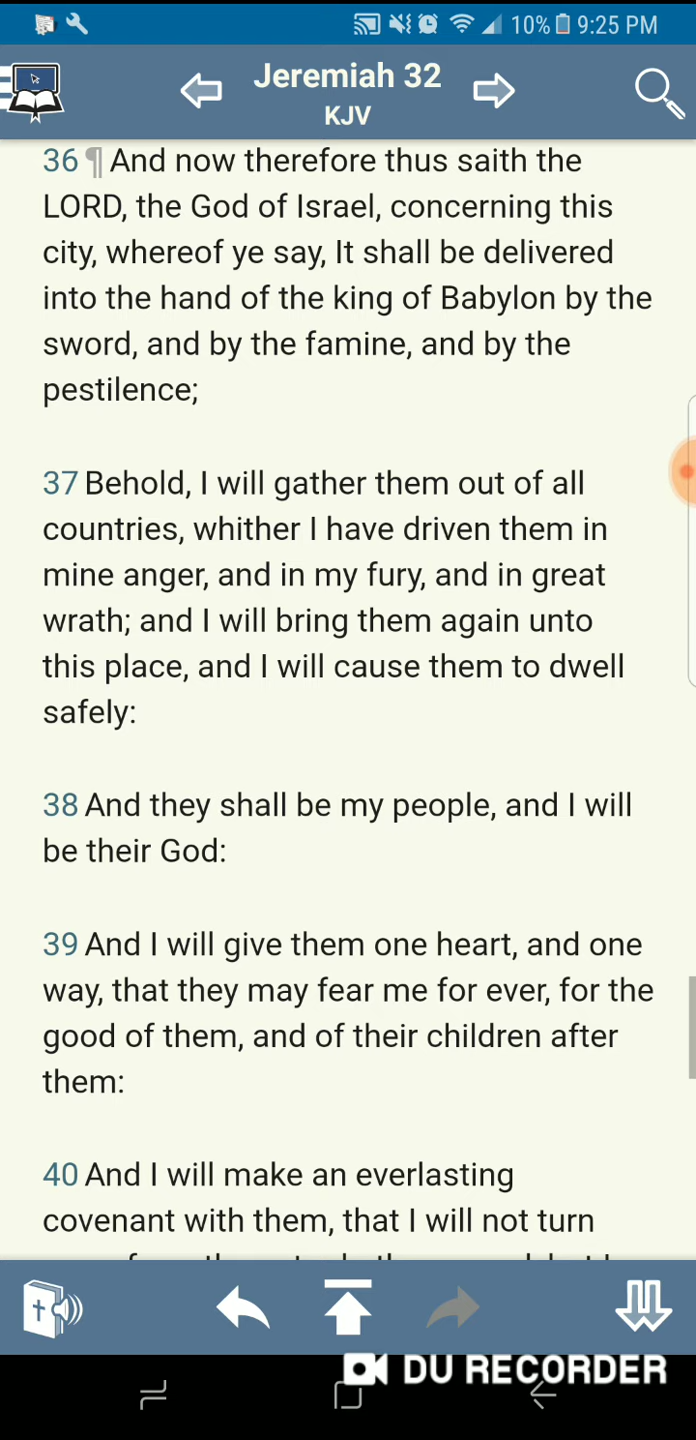 10% 9:25 PM
Jeremiah 32
KJV
36 ¶ And now therefore thus saith the
LORD, the God of Israel, concerning this
city, whereof ye say, It shall be delivered
into the hand of the king of Babylon by the
sword, and by the famine, and by the
pestilence;
37 Behold, I will gather them out of all
countries, whither I have driven them in
mine anger, and in my fury, and in great
wrath; and I will bring them again unto
this place, and I will cause them to dwell
safely:
38 And they shall be my people, and I will
be their God:
39 And I will give them one heart, and one
way, that they may fear me for ever, for the
good of them, and of their children after
them:
40 And I will make an everlasting
covenant with them, that I will not turn
DU RECORDER